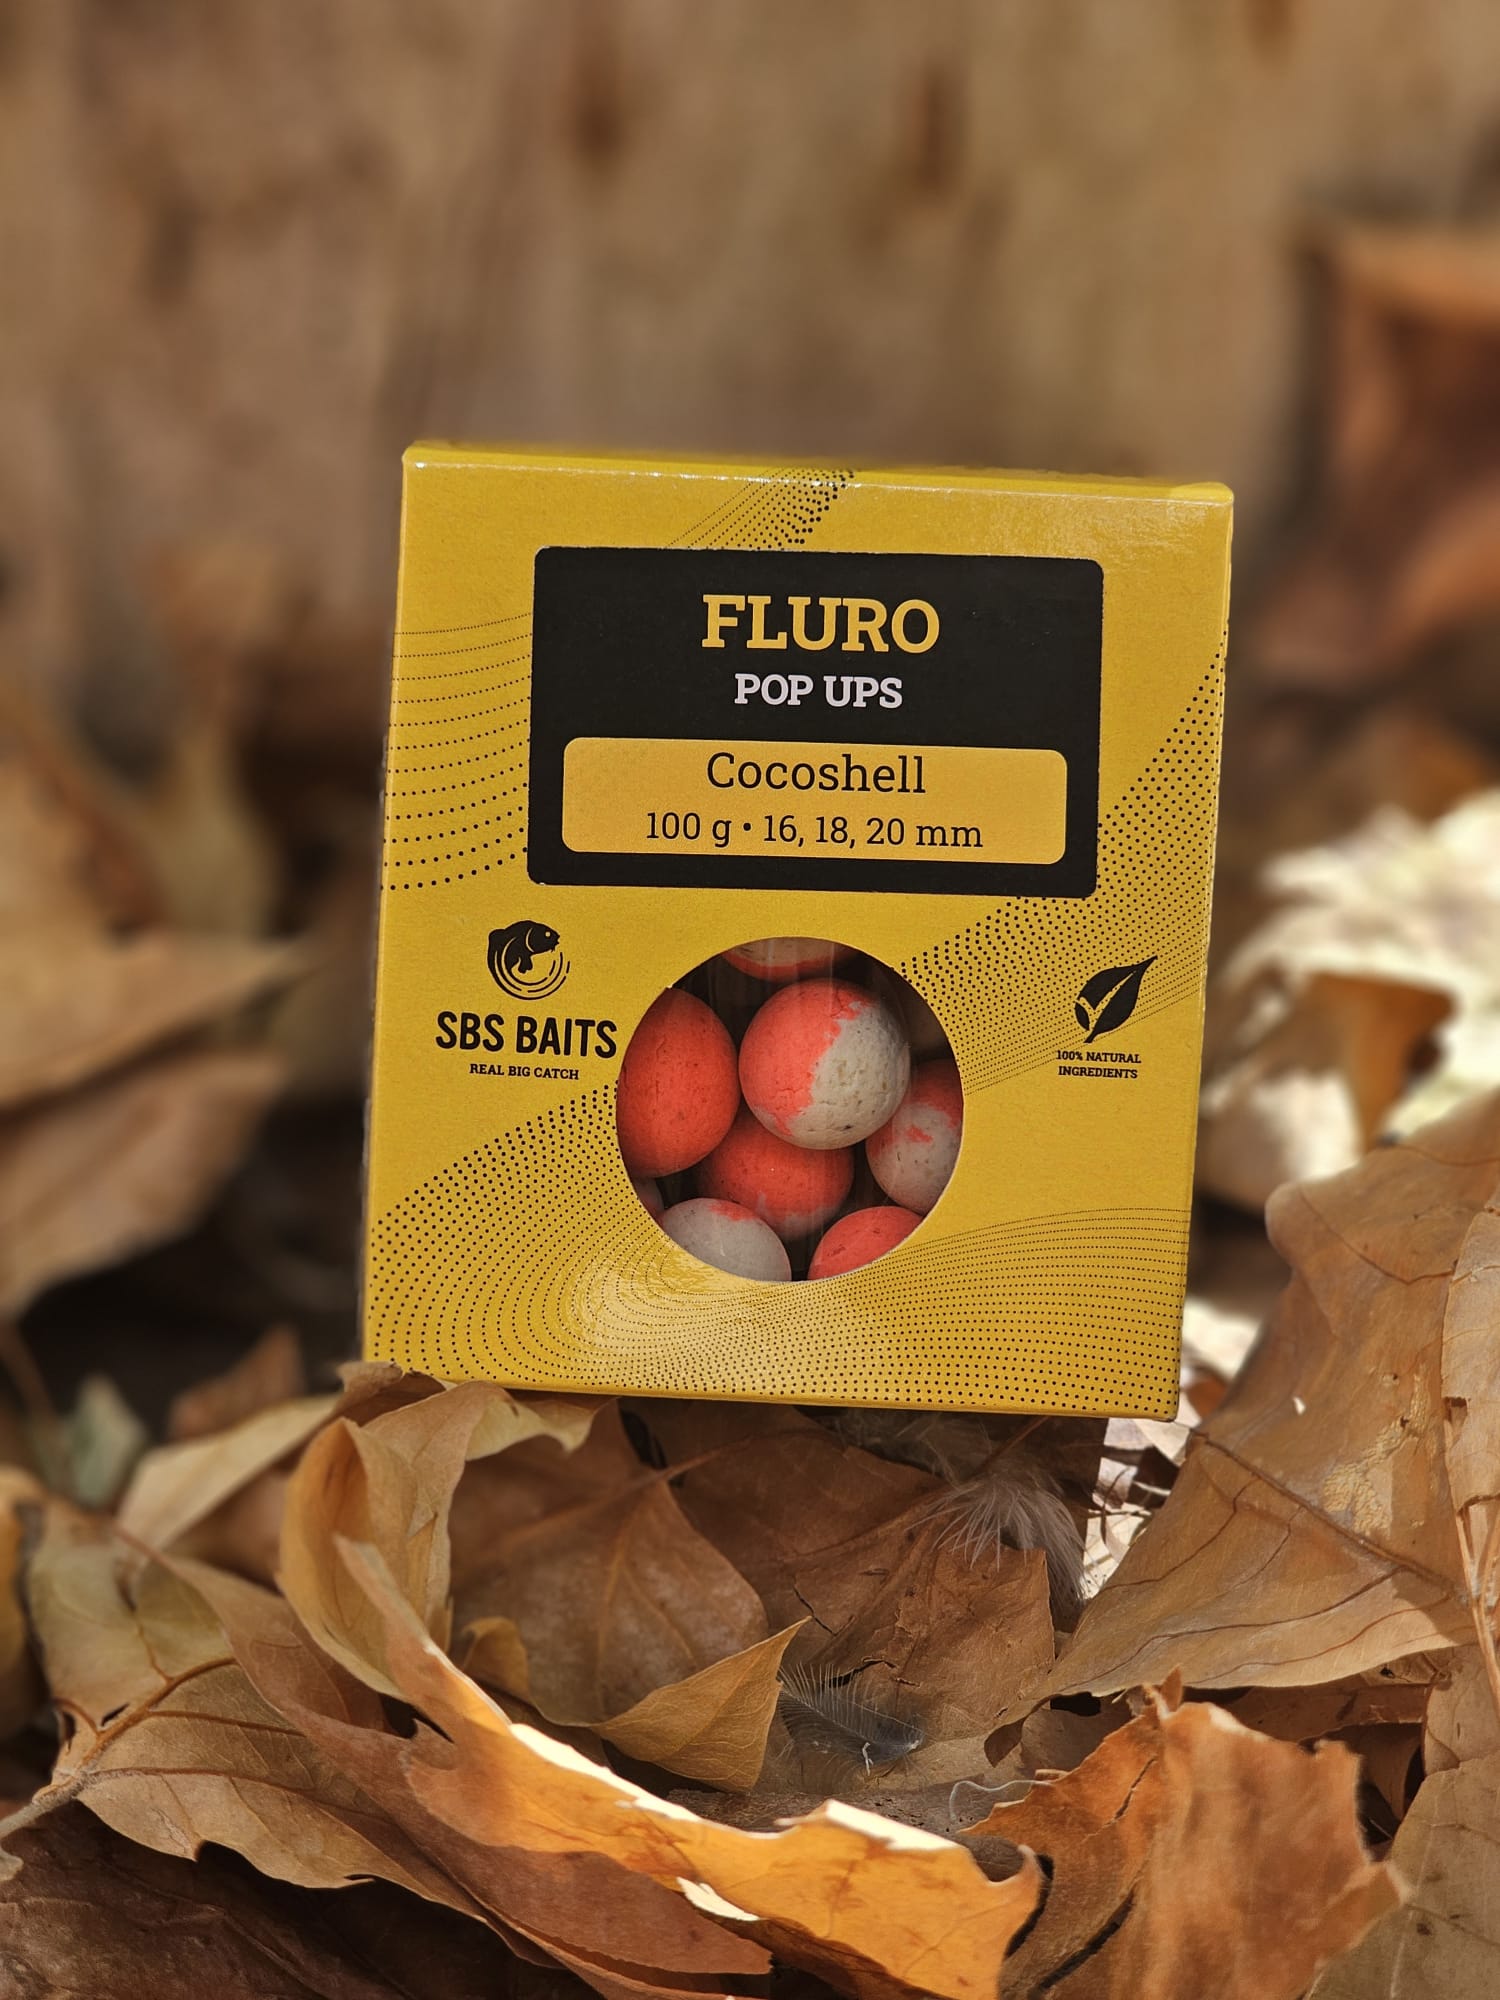 FLURO
POP UPS
Cocoshell
100 g • 16, 18, 20 mm
SBS BAITS
REAL BIG CATCH
100% NATURAL
INGREDIENTS